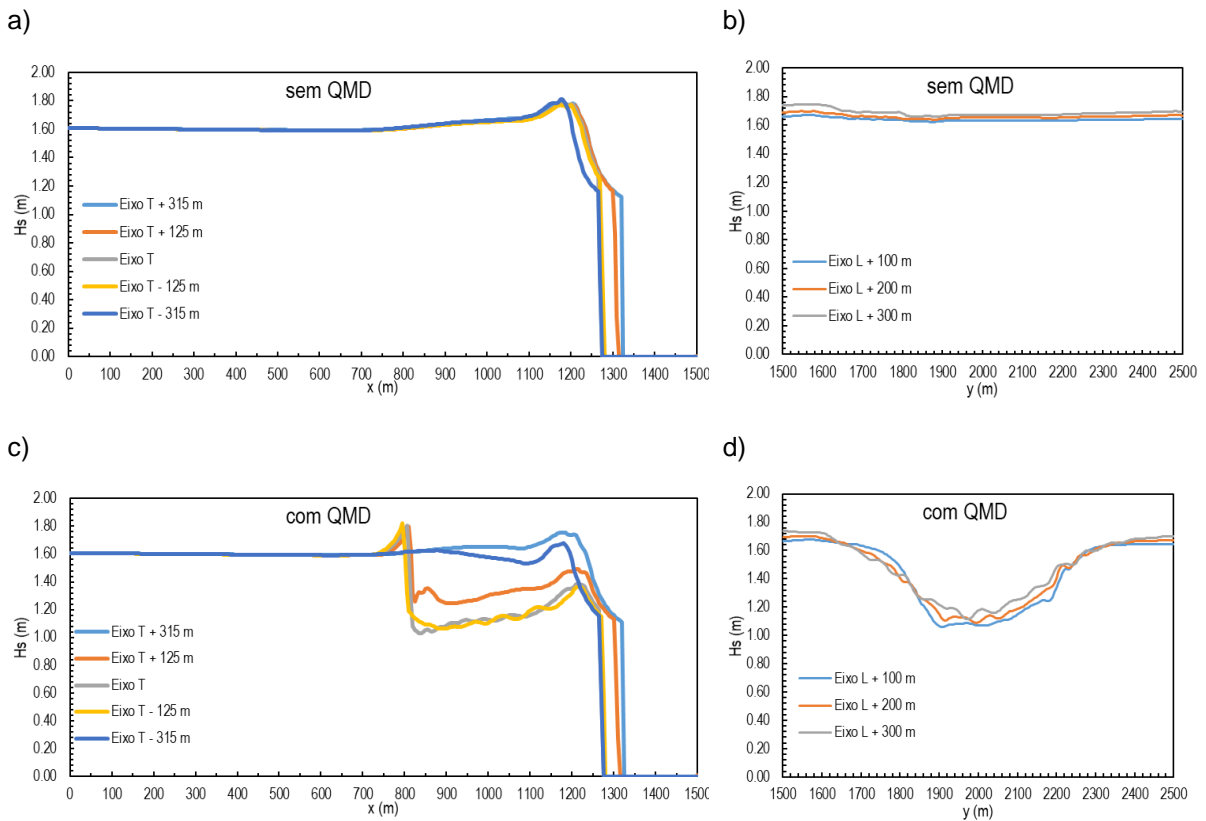 a)
sem QMD
2.00
1.80
1.60
1.40
1.20
1.00
0.80
0.60
0.40
0.20
0.00
Hs (m)
Eixo T + 315 m
Eixo T + 125 m
Eixo T
Eixo T - 125 m
Eixo T - 315 m
0 100 200 300 400 500 600 700 800 900 1000 1100 1200 1300 1400 1500
x (m)
b)
sem QMD
2.00
1.80
1.60
1.40
1.20
1.00
0.80
0.60
0.40
0.20
0.00
Hs (m)
Eixo L + 100 m
Eixo L + 200 m
Eixo L + 300 m
1500 1600 1700 1800 1900 2000 2100 2200 2300 2400 2500
y (m)
c)
com QMD
2.00
1.80
1.60
1.40
1.20
1.00
0.80
0.60
0.40
0.20
0.00
Hs (m)
Eixo T + 315 m
Eixo T + 125 m
Eixo T
Eixo T - 125 m
Eixo T - 315 m
0 100 200 300 400 500 600 700 800 900 1000 1100 1200 1300 1400 1500
x (m)
d)
com QMD
2.00
1.80
1.60
1.40
1.20
1.00
0.80
0.60
0.40
0.20
0.00
Hs (m)
Eixo L + 100 m
Eixo L + 200 m
Eixo L + 300 m
1500 1600 1700 1800 1900 2000 2100 2200 2300 2400 2500
y (m)